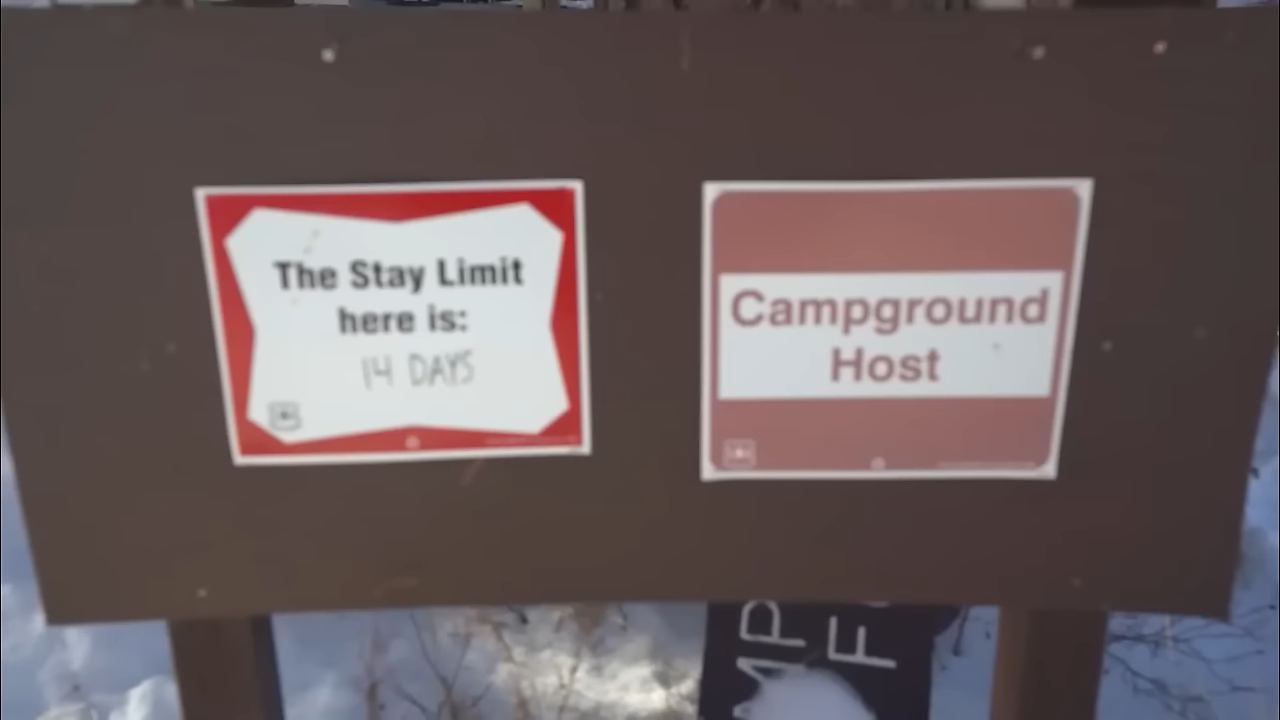 The Stay Limit
here is:
14 DAYS
Campground
Host